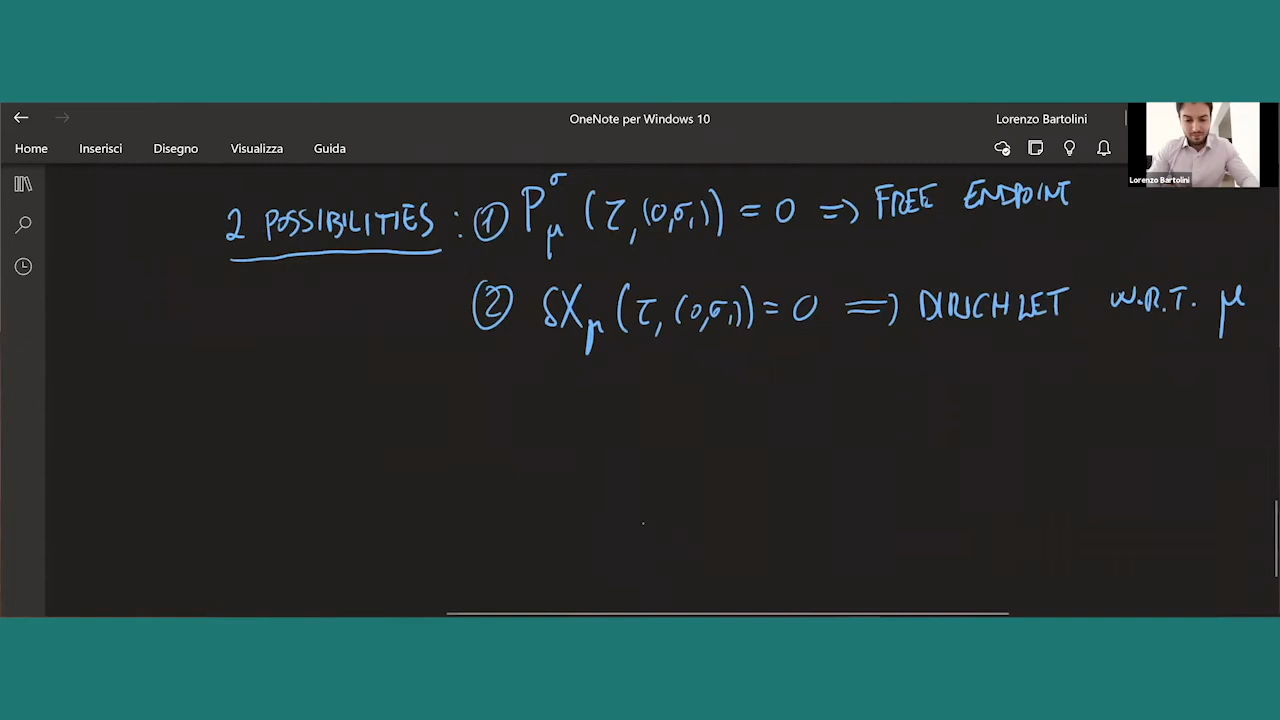 OneNote per Windows 10
Lorenzo Bartolini
Home Inserisci Disegno Visualizza Guida
Lorenzo Bartolini
2 POSSIBILITIES : ① P^σ_μ (τ, (0,σ₁)) = 0 => FREE ENDPOINT
② δX_μ (τ, (0,σ₁)) = 0 => DIRICHLET W.R.T. μ